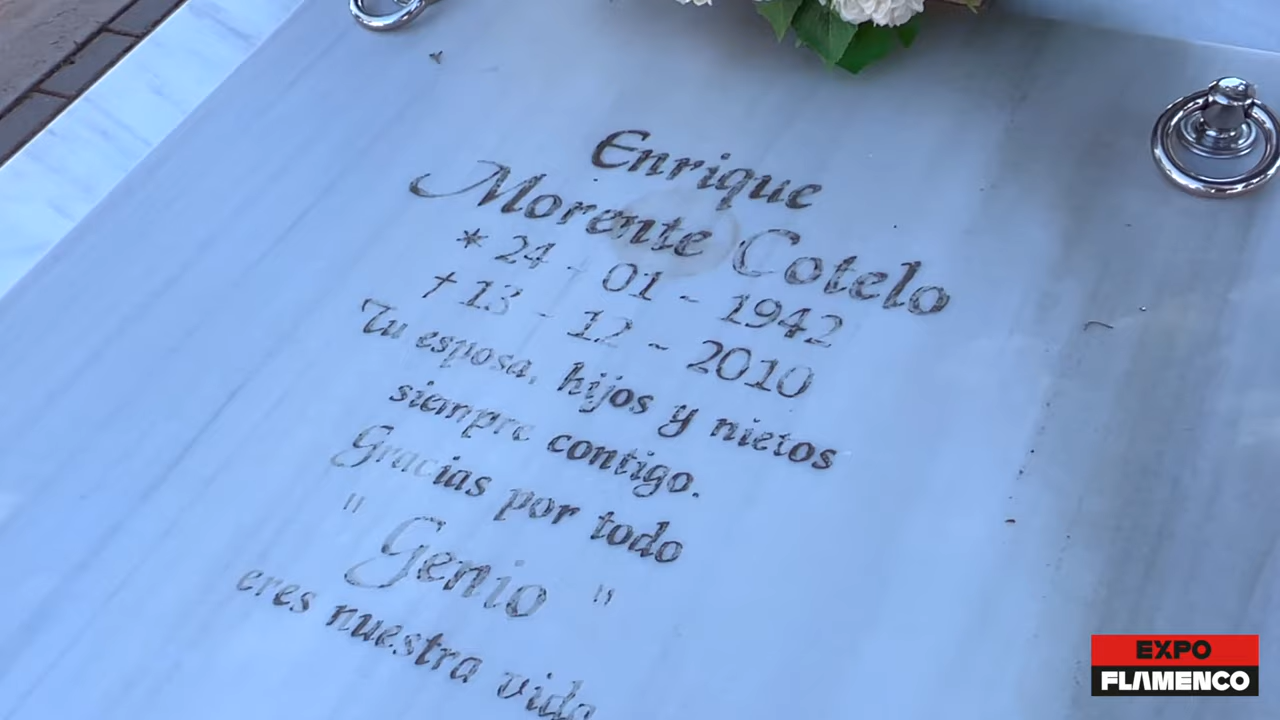 Enrique
Morente Cotelo
* 24 - 01 - 1942
† 13 - 12 - 2010
Tu esposa, hijos y nietos
siempre contigo.
Gracias por todo
" Genio "
eres nuestra vida
EXPO
FLAMENCO